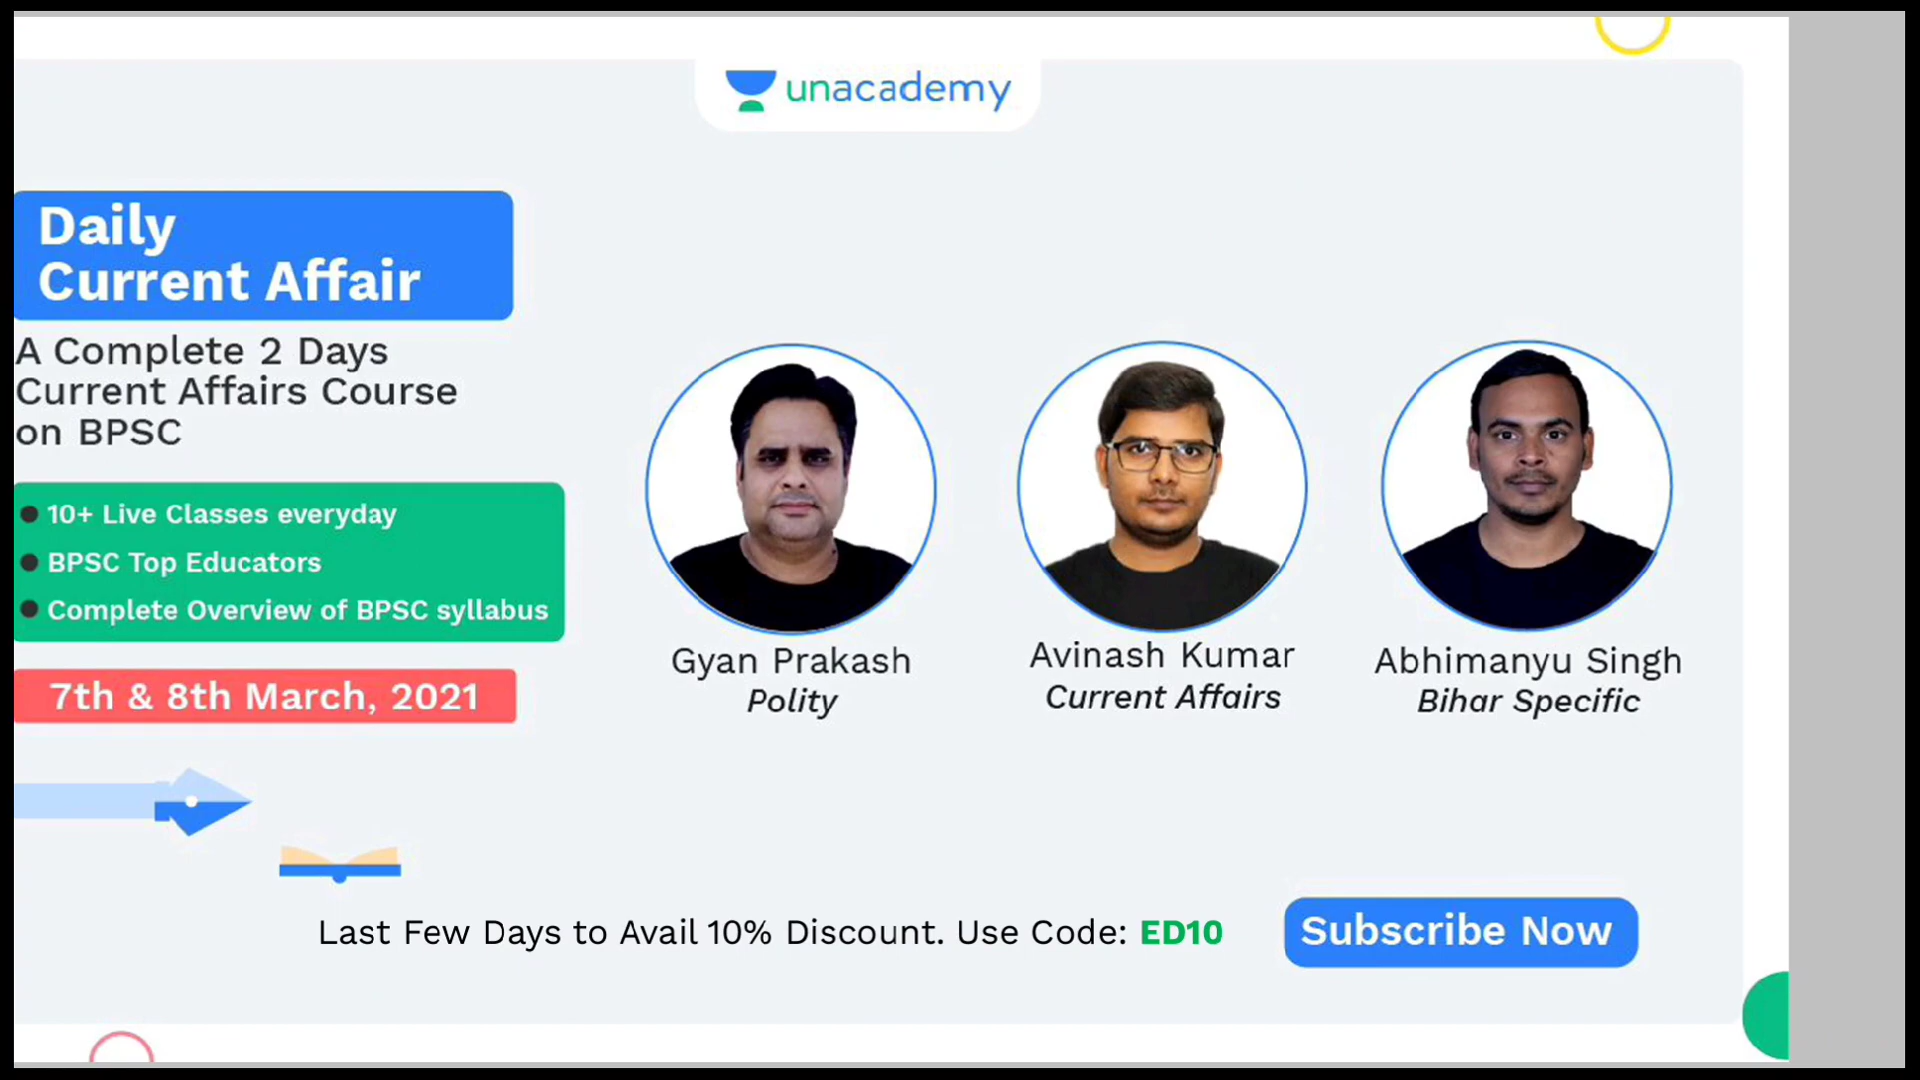 unacademy
Daily
Current Affair
A Complete 2 Days
Current Affairs Course
on BPSC
10+ Live Classes everyday
BPSC Top Educators
Complete Overview of BPSC syllabus
7th & 8th March, 2021
Gyan Prakash
Polity
Avinash Kumar
Current Affairs
Abhimanyu Singh
Bihar Specific
Last Few Days to Avail 10% Discount. Use Code: ED10
Subscribe Now